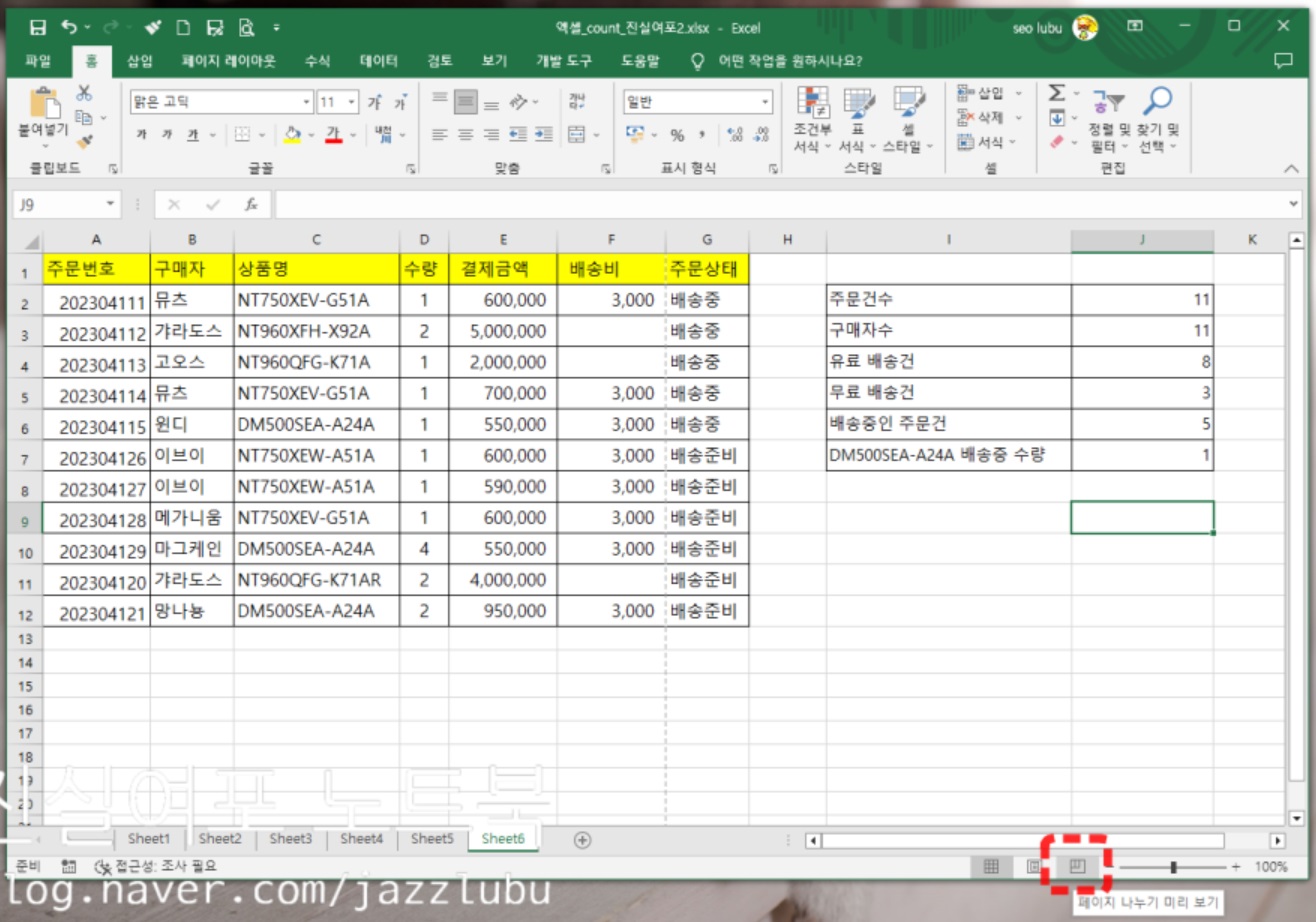 엑셀_count_진실여포2.xlsx - Excel
seo lubu
파일 홈 삽입 페이지 레이아웃 수식 데이터 검토 보기 개발 도구 도움말 어떤 작업을 원하시나요?
붙여넣기
맑은 고딕 11 가 가
가 가 가 가 내천
일반
% ,
조건부 서식 표 서식 셀 스타일
삽입
삭제
서식
정렬 및 필터 찾기 및 선택
클립보드 글꼴 맞춤 표시 형식 스타일 셀 편집
J9 fx
A B C D E F G H I J K
1 주문번호 구매자 상품명 수량 결제금액 배송비 주문상태
2 202304111 뮤츠 NT750XEV-G51A 1 600,000 3,000 배송중 주문건수 11
3 202304112 갸라도스 NT960XFH-X92A 2 5,000,000 배송중 구매자수 11
4 202304113 고오스 NT960QFG-K71A 1 2,000,000 배송중 유료 배송건 8
5 202304114 뮤츠 NT750XEV-G51A 1 700,000 3,000 배송중 무료 배송건 3
6 202304115 윈디 DM500SEA-A24A 1 550,000 3,000 배송중 배송중인 주문건 5
7 202304126 이브이 NT750XEW-A51A 1 600,000 3,000 배송준비 DM500SEA-A24A 배송중 수량 1
8 202304127 이브이 NT750XEW-A51A 1 590,000 3,000 배송준비
9 202304128 메가니움 NT750XEV-G51A 1 600,000 3,000 배송준비
10 202304129 마그케인 DM500SEA-A24A 4 550,000 3,000 배송준비
11 202304120 갸라도스 NT960QFG-K71AR 2 4,000,000 배송준비
12 202304121 망나뇽 DM500SEA-A24A 2 950,000 3,000 배송준비
13
14
15
16
17
18
19
20
실여포 노트북
Sheet1 Sheet2 Sheet3 Sheet4 Sheet5 Sheet6
준비 접근성: 조사 필요 100%
log.naver.com/jazzlubu
페이지 나누기 미리 보기